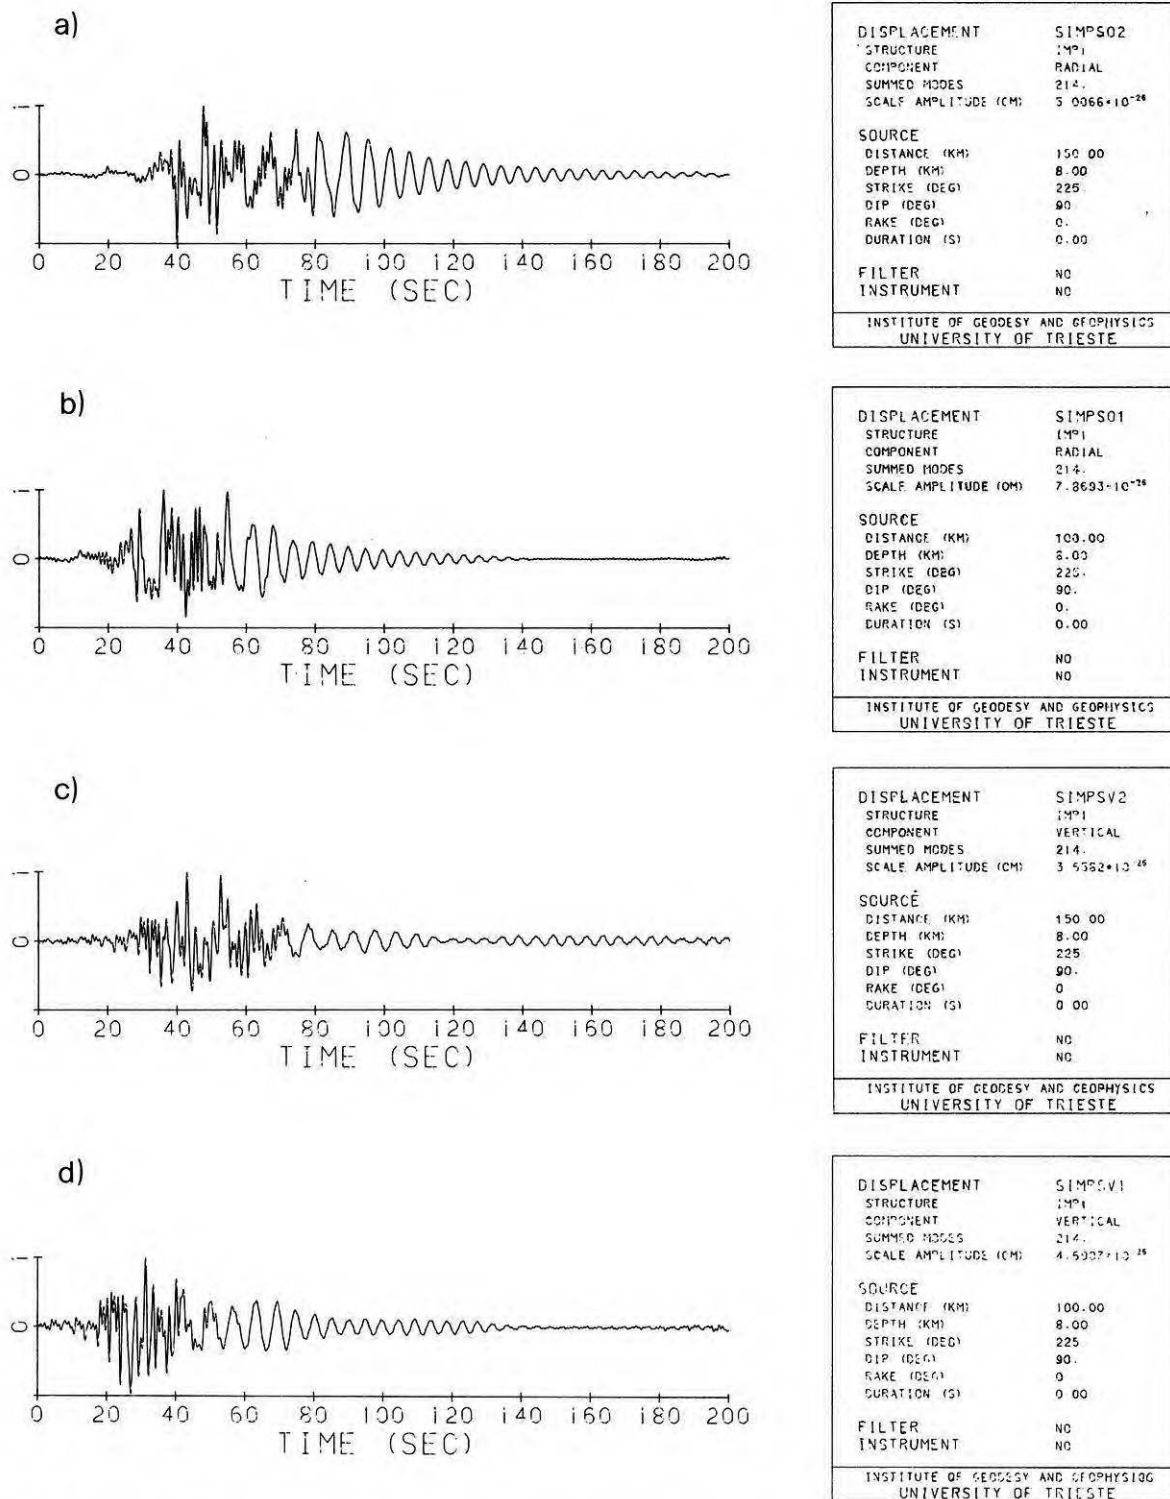 a)
1
0
0 20 40 60 80 100 120 140 160 180 200
TIME (SEC)
DISPLACEMENT SIMPS02
STRUCTURE
COMPONENT RADIAL
SUMMED MODES 214.
SCALE AMPLITUDE (CM)
SOURCE
DISTANCE (KM) 150 00
DEPTH (KM) 8.00
STRIKE (DEG) 225.
DIP (DEG) 90
RAKE (DEG) 0.
DURATION (S) 0.00
FILTER NO
INSTRUMENT NO
INSTITUTE OF GEODESY AND GEOPHYSICS
UNIVERSITY OF TRIESTE
b)
1
0
0 20 40 60 80 100 120 140 160 180 200
TIME (SEC)
DISPLACEMENT SIMPS01
STRUCTURE
COMPONENT RADIAL
SUMMED MODES 214.
SCALE AMPLITUDE (CM)
SOURCE
DISTANCE (KM) 100.00
DEPTH (KM)
STRIKE (DEG) 225.
DIP (DEG) 90.
RAKE (DEG) 0.
DURATION (S) 0.00
FILTER NO
INSTRUMENT NO
INSTITUTE OF GEODESY AND GEOPHYSICS
UNIVERSITY OF TRIESTE
c)
1
0
0 20 40 60 80 100 120 140 160 180 200
TIME (SEC)
DISPLACEMENT SIMPSV2
STRUCTURE
COMPONENT VERTICAL
SUMMED MODES 214.
SCALE AMPLITUDE (CM)
SOURCE
DISTANCE (KM) 150 00
DEPTH (KM) 8.00
STRIKE (DEG) 225
DIP (DEG) 90.
RAKE (DEG) 0
DURATION (S) 0 00
FILTER NO
INSTRUMENT NO
INSTITUTE OF GEODESY AND GEOPHYSICS
UNIVERSITY OF TRIESTE
d)
1
0
0 20 40 60 80 100 120 140 160 180 200
TIME (SEC)
DISPLACEMENT SIMPSV1
STRUCTURE
COMPONENT VERTICAL
SUMMED MODES 214.
SCALE AMPLITUDE (CM)
SOURCE
DISTANCE (KM) 100.00
DEPTH (KM) 8.00
STRIKE (DEG) 225
DIP (DEG) 90.
RAKE (DEG) 0
DURATION (S) 0 00
FILTER NO
INSTRUMENT NO
INSTITUTE OF GEODESY AND GEOPHYSICS
UNIVERSITY OF TRIESTE